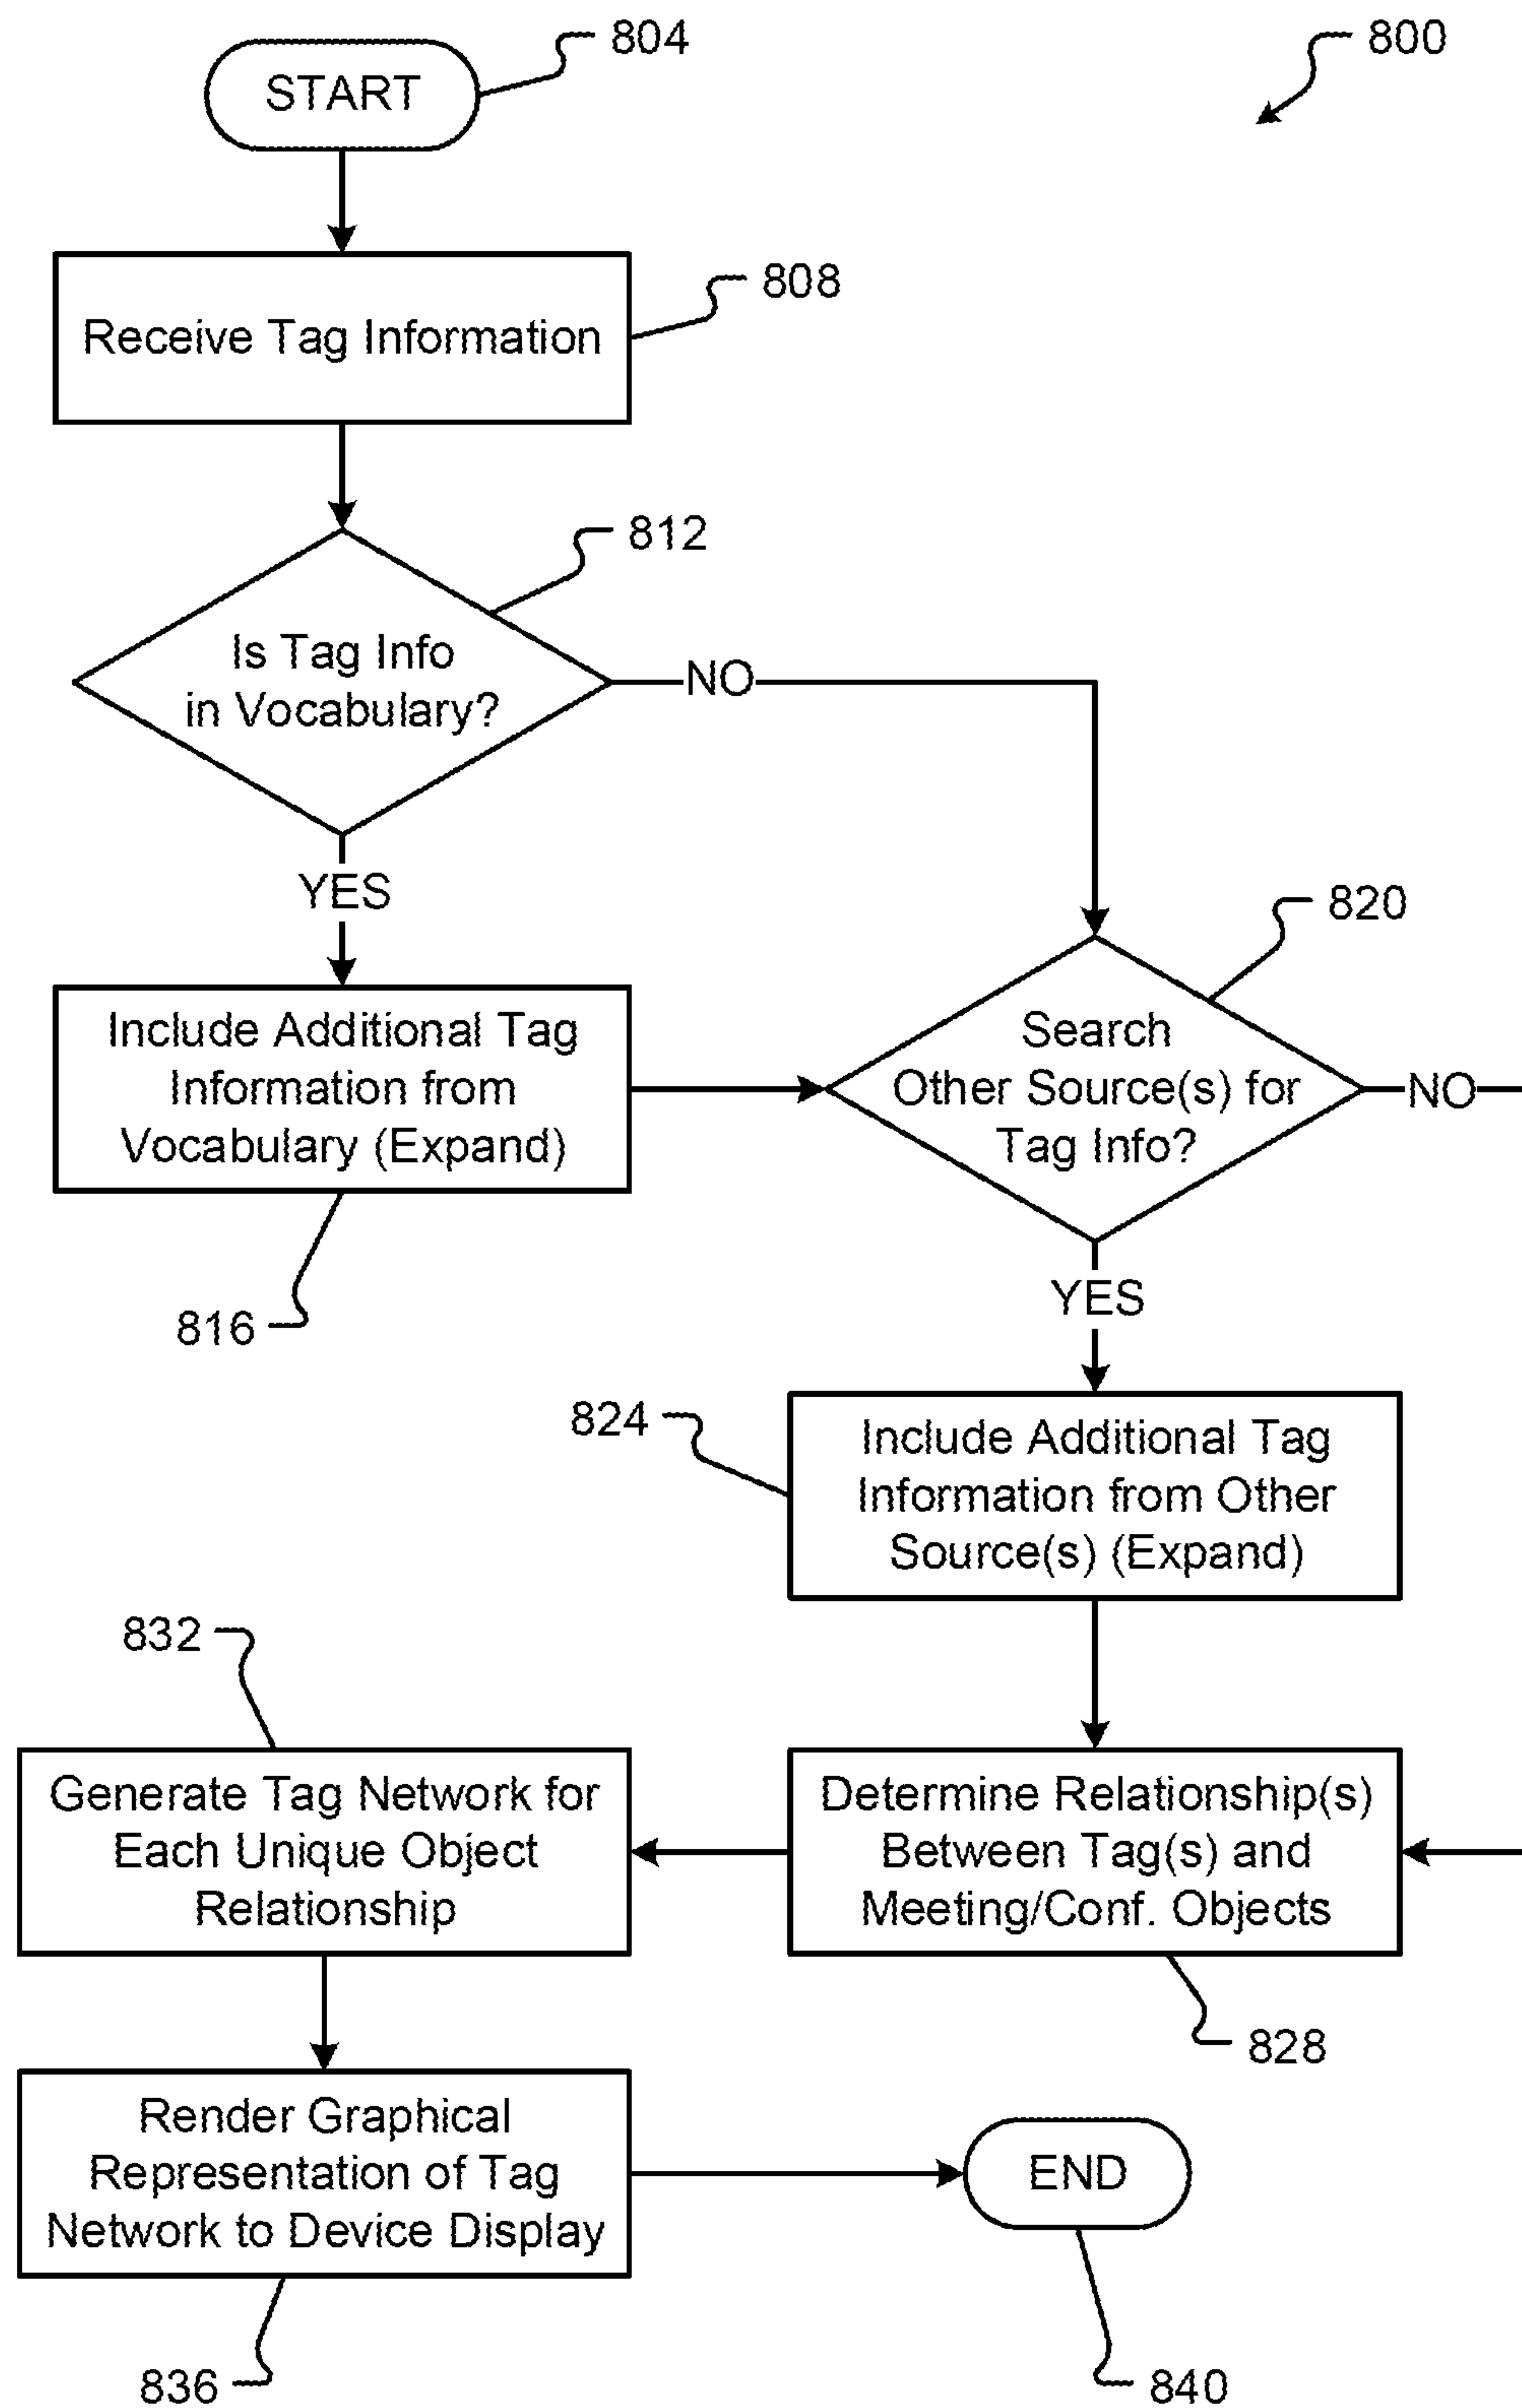 804
800
START
808
Receive Tag Information
812
Is Tag Info
in Vocabulary?
NO
YES
820
Include Additional Tag
Information from
Vocabulary (Expand)
Search
Other Source(s) for
Tag Info?
NO
816
YES
824
Include Additional Tag
Information from Other
Source(s) (Expand)
832
Generate Tag Network for
Each Unique Object
Relationship
Determine Relationship(s)
Between Tag(s) and
Meeting/Conf. Objects
828
Render Graphical
Representation of Tag
Network to Device Display
END
836
840